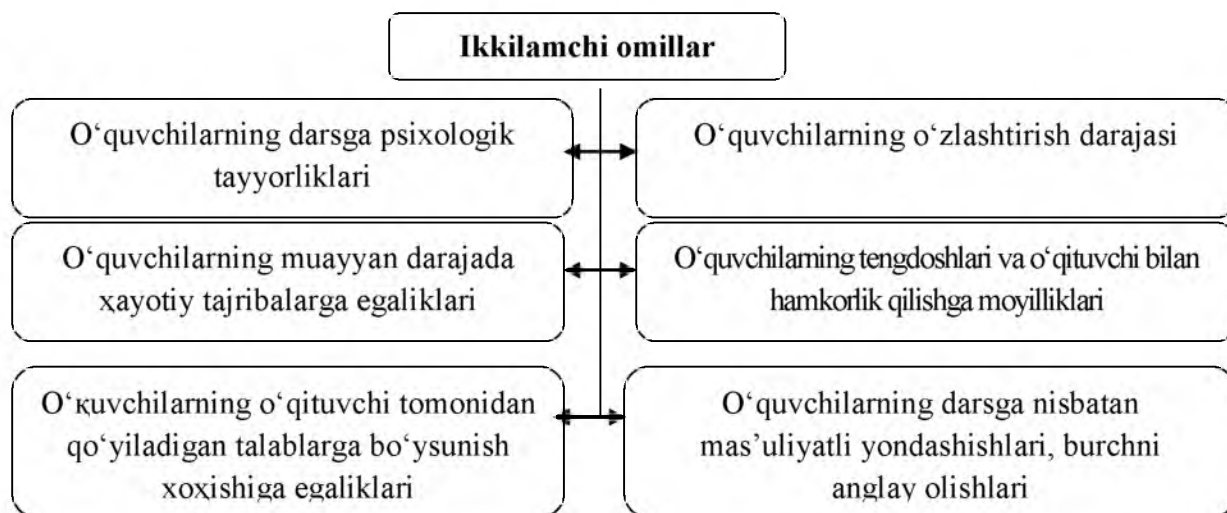 Ikkilamchi omillar
O‘quvchilarning darsga psixologik
tayyorliklari
O‘quvchilarning o‘zlashtirish darajasi
O‘quvchilarning muayyan darajada
ҳayotiy tajribalarga egaliklari
O‘quvchilarning tengdoshlari va o‘qituvchi bilan
hamkorlik qilishga moyilliklari
O‘кuvchilarning o‘qituvchi tomonidan
qo‘yiladigan talablarga bo‘ysunish
xoҳishiga egaliklari
O‘quvchilarning darsga nisbatan
mas’uliyatli yondashishlari, burchni
anglay olishlari